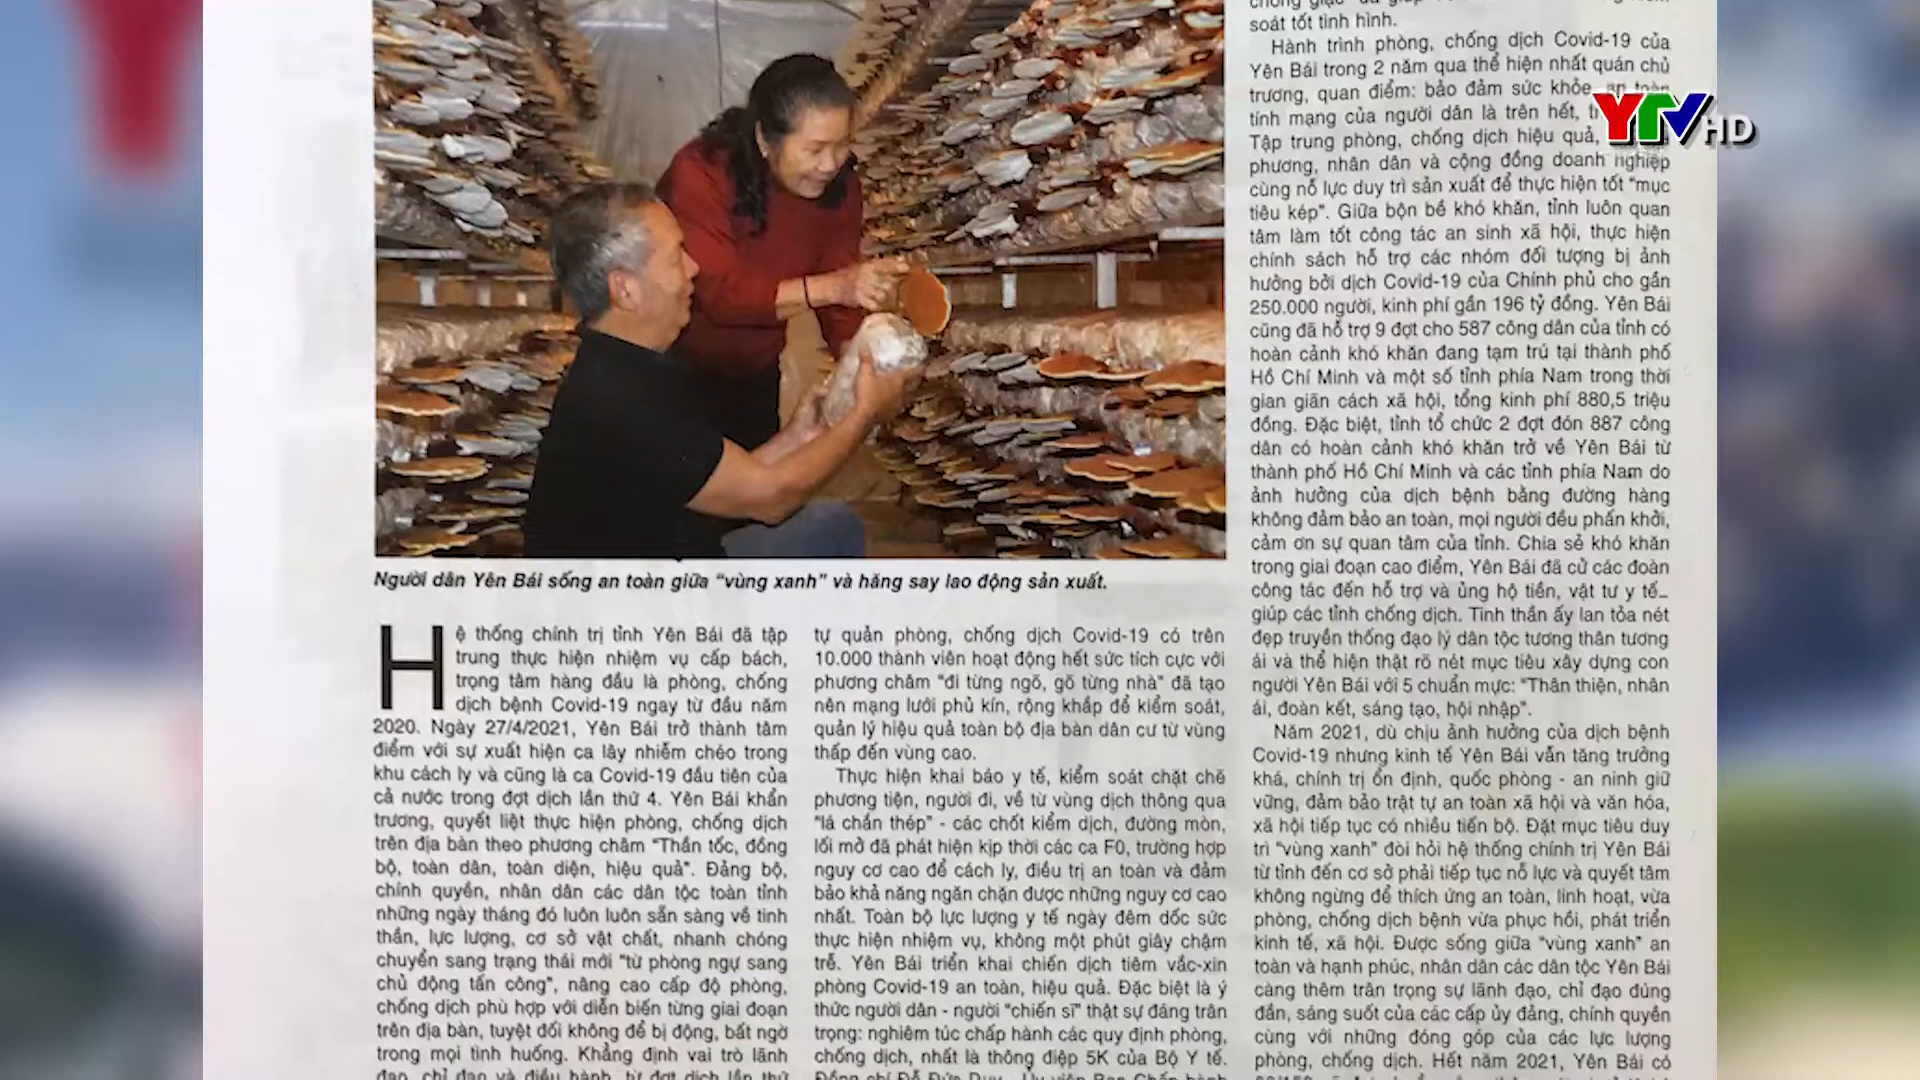 Người dân Yên Bái sống an toàn giữa "vùng xanh" và hăng say lao động sản xuất.
Hệ thống chính trị tỉnh Yên Bái đã tập
trung thực hiện nhiệm vụ cấp bách,
trọng tâm hàng đầu là phòng, chống
dịch bệnh Covid-19 ngay từ đầu năm
2020. Ngày 27/4/2021, Yên Bái trở thành tâm
điểm với sự xuất hiện ca lây nhiễm chéo trong
khu cách ly và cũng là ca Covid-19 đầu tiên của
cả nước trong đợt dịch lần thứ 4. Yên Bái khẩn
trương, quyết liệt thực hiện phòng, chống dịch
trên địa bàn theo phương châm "Thần tốc, đồng
bộ, toàn dân, toàn diện, hiệu quả". Đảng bộ,
chính quyền, nhân dân các dân tộc toàn tỉnh
những ngày tháng đó luôn luôn sẵn sàng về tinh
thần, lực lượng, cơ sở vật chất, nhanh chóng
chuyển sang trạng thái mới "từ phòng ngự sang
chủ động tấn công", nâng cao cấp độ phòng,
chống dịch phù hợp với diễn biến từng giai đoạn
trên địa bàn, tuyệt đối không để bị động, bất ngờ
trong mọi tình huống. Khẳng định vai trò lãnh
đạo, chỉ đạo và điều hành, từ đợt dịch lần thứ
tự quản phòng, chống dịch Covid-19 có trên
10.000 thành viên hoạt động hết sức tích cực với
phương châm "đi từng ngõ, gõ từng nhà" đã tạo
nên mạng lưới phủ kín, rộng khắp để kiểm soát,
quản lý hiệu quả toàn bộ địa bàn dân cư từ vùng
thấp đến vùng cao.
Thực hiện khai báo y tế, kiểm soát chặt chẽ
phương tiện, người đi, về từ vùng dịch thông qua
"lá chắn thép" - các chốt kiểm dịch, đường mòn,
lối mở đã phát hiện kịp thời các ca F0, trường hợp
nguy cơ cao để cách ly, điều trị an toàn và đảm
bảo khả năng ngăn chặn được những nguy cơ cao
nhất. Toàn bộ lực lượng y tế ngày đêm dốc sức
thực hiện nhiệm vụ, không một phút giây chậm
trễ. Yên Bái triển khai chiến dịch tiêm vắc-xin
phòng Covid-19 an toàn, hiệu quả. Đặc biệt là ý
thức người dân - người "chiến sĩ" thật sự đáng trân
trọng: nghiêm túc chấp hành các quy định phòng,
chống dịch, nhất là thông điệp 5K của Bộ Y tế.
Đồng chí Đỗ Đức Duy - Ủy viên Ban Chấp hành
soát tốt tình hình.
Hành trình phòng, chống dịch Covid-19 của
Yên Bái trong 2 năm qua thể hiện nhất quán chủ
trương, quan điểm: bảo đảm sức khỏe, an toàn
tính mạng của người dân là trên hết,
Tập trung phòng, chống dịch hiệu quả,
phương, nhân dân và cộng đồng doanh nghiệp
cùng nỗ lực duy trì sản xuất để thực hiện tốt "mục
tiêu kép". Giữa bộn bề khó khăn, tỉnh luôn quan
tâm làm tốt công tác an sinh xã hội, thực hiện
chính sách hỗ trợ các nhóm đối tượng bị ảnh
hưởng bởi dịch Covid-19 của Chính phủ cho gần
250.000 người, kinh phí gần 196 tỷ đồng. Yên Bái
cũng đã hỗ trợ 9 đợt cho 587 công dân của tỉnh có
hoàn cảnh khó khăn đang tạm trú tại thành phố
Hồ Chí Minh và một số tỉnh phía Nam trong thời
gian giãn cách xã hội, tổng kinh phí 880,5 triệu
đồng. Đặc biệt, tỉnh tổ chức 2 đợt đón 887 công
dân có hoàn cảnh khó khăn trở về Yên Bái từ
thành phố Hồ Chí Minh và các tỉnh phía Nam do
ảnh hưởng của dịch bệnh bằng đường hàng
không đảm bảo an toàn, mọi người đều phấn khởi,
cảm ơn sự quan tâm của tỉnh. Chia sẻ khó khăn
trong giai đoạn cao điểm, Yên Bái đã cử các đoàn
công tác đến hỗ trợ và ủng hộ tiền, vật tư y tế...
giúp các tỉnh chống dịch. Tinh thần ấy lan tỏa nét
đẹp truyền thống đạo lý dân tộc tương thân tương
ái và thể hiện thật rõ nét mục tiêu xây dựng con
người Yên Bái với 5 chuẩn mực: "Thân thiện, nhân
ái, đoàn kết, sáng tạo, hội nhập".
Năm 2021, dù chịu ảnh hưởng của dịch bệnh
Covid-19 nhưng kinh tế Yên Bái vẫn tăng trưởng
khá, chính trị ổn định, quốc phòng - an ninh giữ
vững, đảm bảo trật tự an toàn xã hội và văn hóa,
xã hội tiếp tục có nhiều tiến bộ. Đặt mục tiêu duy
trì "vùng xanh" đòi hỏi hệ thống chính trị Yên Bái
từ tỉnh đến cơ sở phải tiếp tục nỗ lực và quyết tâm
không ngừng để thích ứng an toàn, linh hoạt, vừa
phòng, chống dịch bệnh vừa phục hồi, phát triển
kinh tế, xã hội. Được sống giữa "vùng xanh" an
toàn và hạnh phúc, nhân dân các dân tộc Yên Bái
càng thêm trân trọng sự lãnh đạo, chỉ đạo đúng
đắn, sáng suốt của các cấp ủy đảng, chính quyền
cùng với những đóng góp của các lực lượng
phòng, chống dịch. Hết năm 2021, Yên Bái có
YTV HD